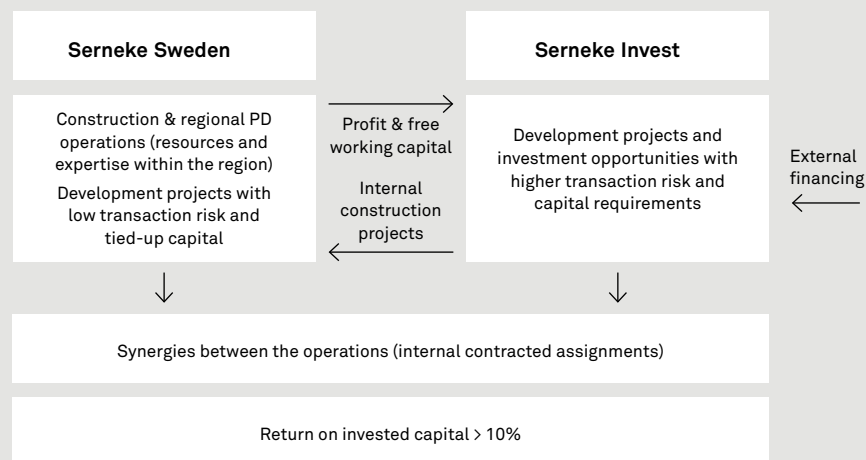 Serneke Sweden
Serneke Invest
Construction & regional PD
operations (resources and
expertise within the region)
Development projects with
low transaction risk and
tied-up capital
Profit & free
working capital
Internal
construction
projects
Development projects and
investment opportunities with
higher transaction risk and
capital requirements
External
financing
Synergies between the operations (internal contracted assignments)
Return on invested capital > 10%